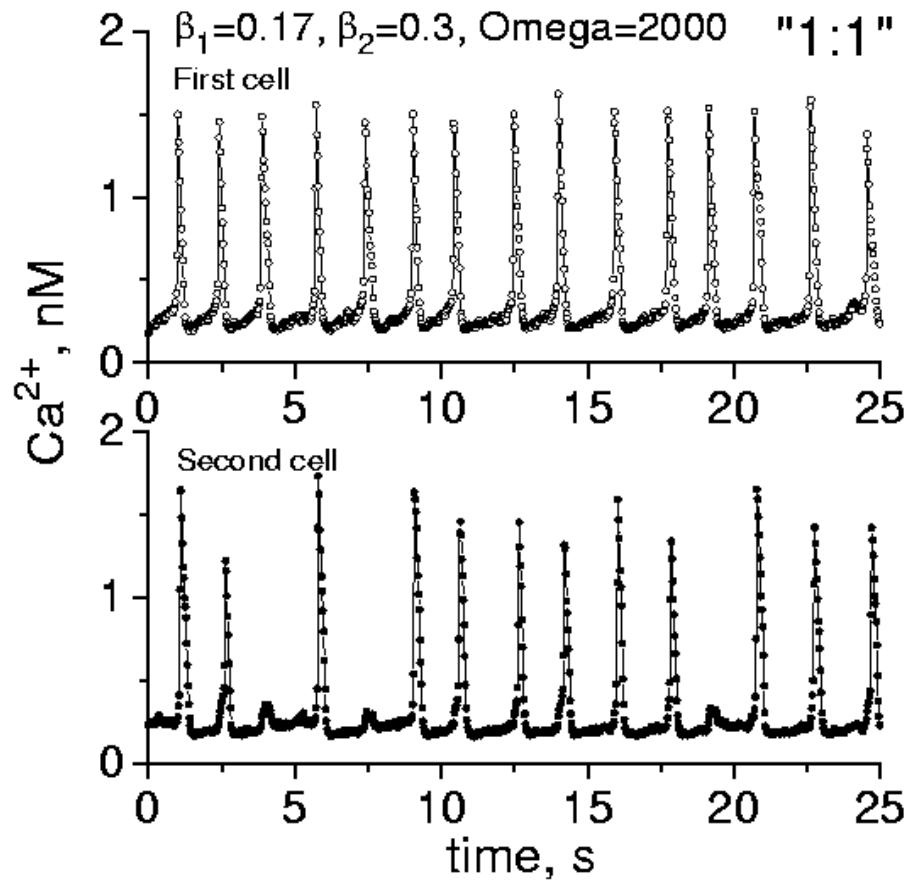 β₁=0.17, β₂=0.3, Omega=2000 "1:1"
First cell
2
1
0
0 5 10 15 20 25
Ca²⁺, nM
Second cell
2
1
0
0 5 10 15 20 25
time, s